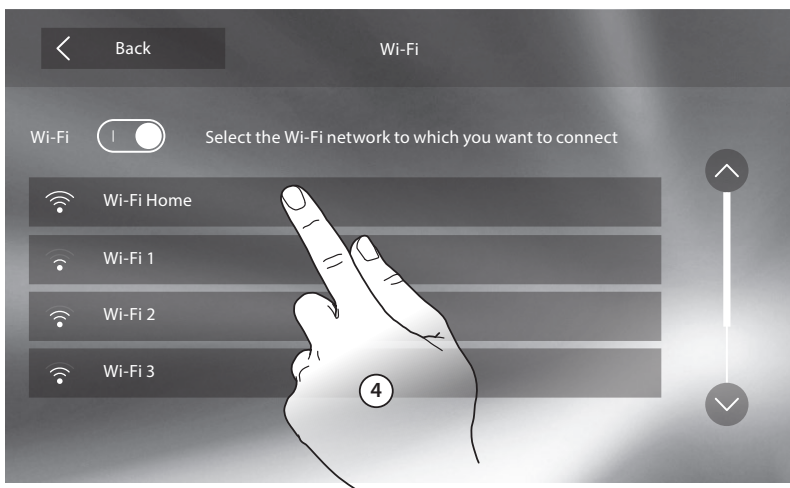 Back
Wi-Fi
Wi-Fi
I
Select the Wi-Fi network to which you want to connect
Wi-Fi Home
Wi-Fi 1
Wi-Fi 2
Wi-Fi 3
4